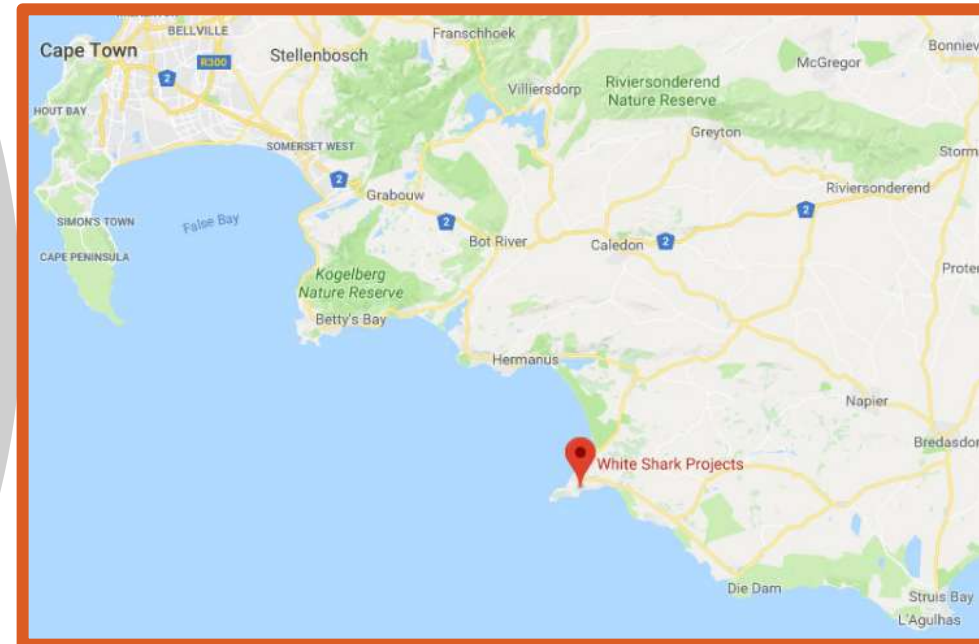 BELLVILLE
Cape Town
R300
Stellenbosch
Franschhoek
McGregor
Bonniev
2
HOUT BAY
Villiersdorp
Riviersonderend
Nature Reserve
SOMERSET WEST
Greyton
Storm
2
Grabouw
Riviersonderend
SIMON'S TOWN
False Bay
2
2
Bot River
Caledon
2
CAPE PENINSULA
Kogelberg
Nature Reserve
Proter
Betty's Bay
Hermanus
Napier
Bredasdor
White Shark Projects
Die Dam
Struis Bay
L'Agulhas